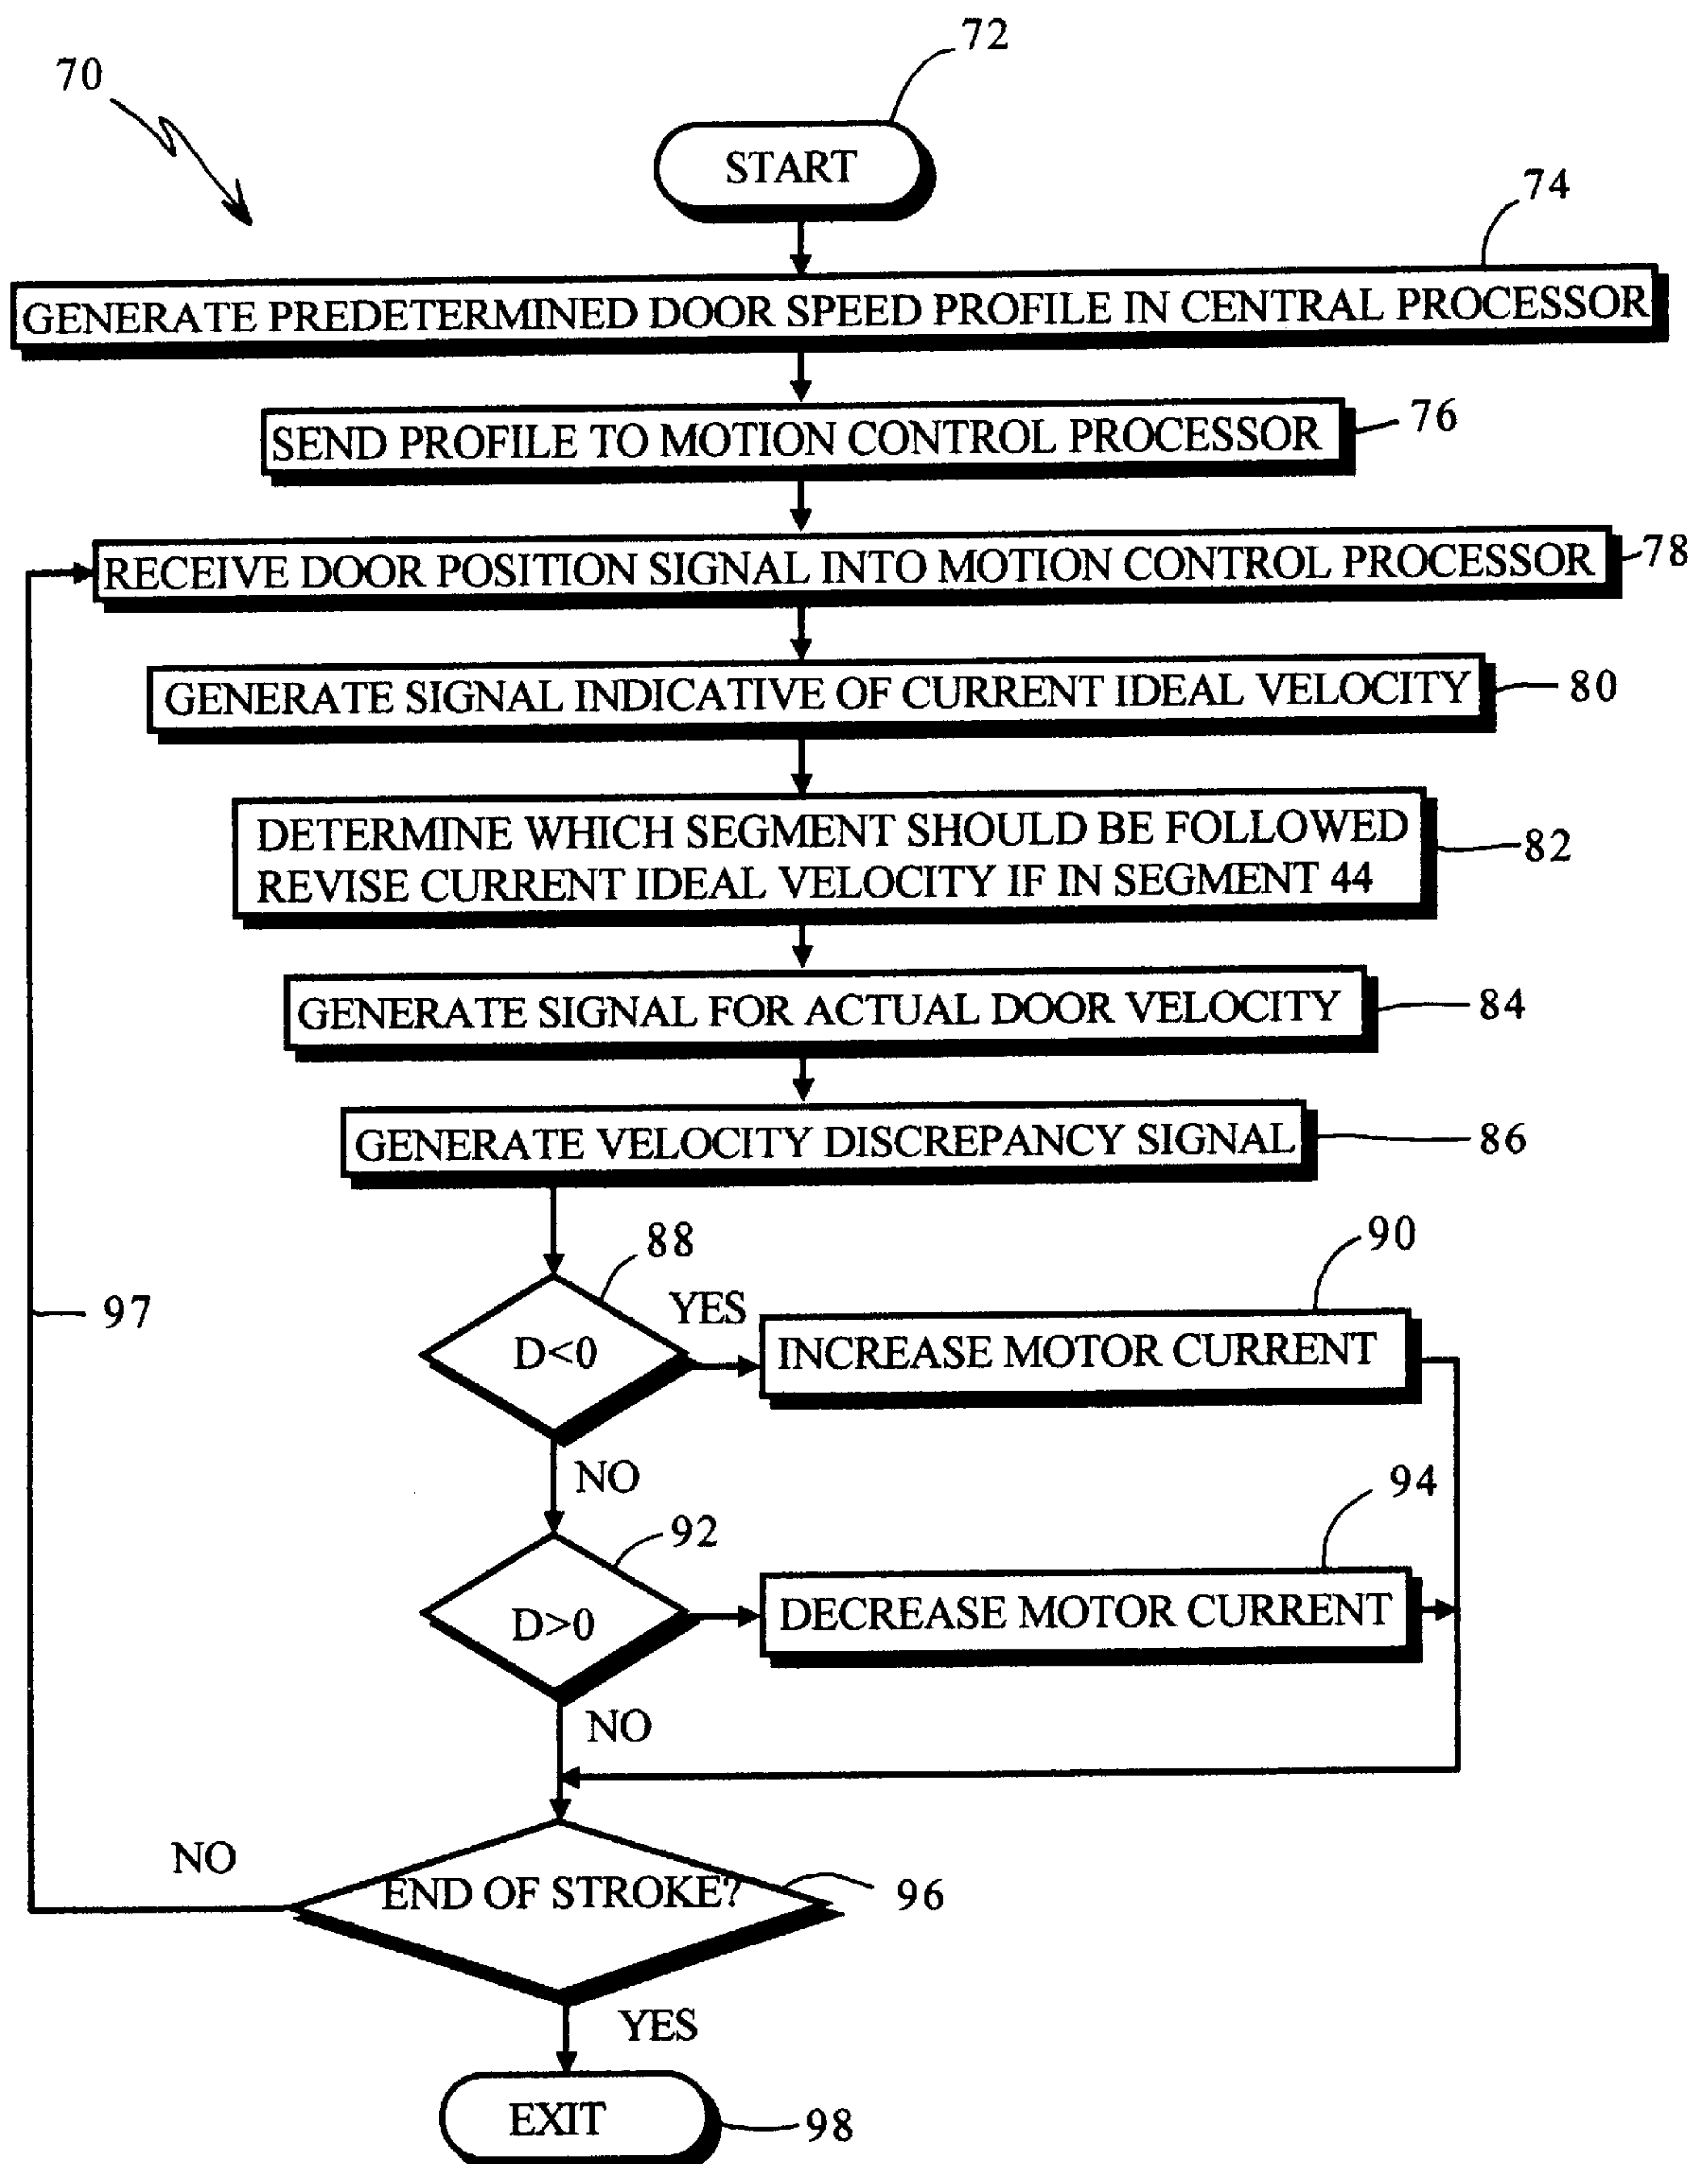 72
70
START
74
GENERATE PREDETERMINED DOOR SPEED PROFILE IN CENTRAL PROCESSOR
SEND PROFILE TO MOTION CONTROL PROCESSOR
76
RECEIVE DOOR POSITION SIGNAL INTO MOTION CONTROL PROCESSOR
78
GENERATE SIGNAL INDICATIVE OF CURRENT IDEAL VELOCITY
80
DETERMINE WHICH SEGMENT SHOULD BE FOLLOWED
REVISE CURRENT IDEAL VELOCITY IF IN SEGMENT 44
82
GENERATE SIGNAL FOR ACTUAL DOOR VELOCITY
84
GENERATE VELOCITY DISCREPANCY SIGNAL
86
88
90
97
D<0
YES
INCREASE MOTOR CURRENT
NO
92
94
D>0
DECREASE MOTOR CURRENT
NO
NO
END OF STROKE?
96
YES
EXIT
98